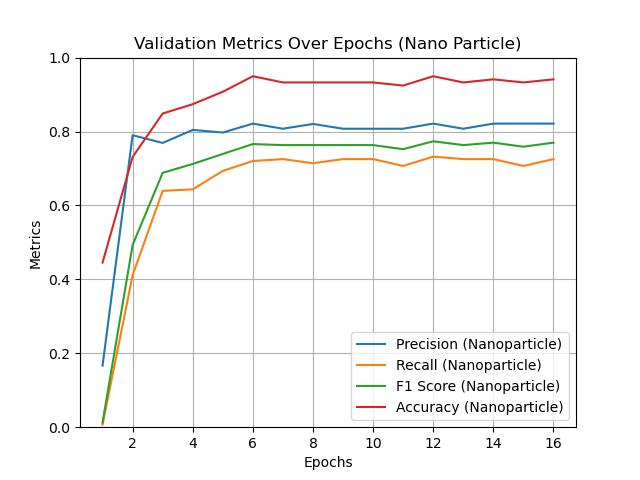 Validation Metrics Over Epochs (Nano Particle)
1.0
0.8
0.6
0.4
0.2
0.0
Metrics
Precision (Nanoparticle)
Recall (Nanoparticle)
F1 Score (Nanoparticle)
Accuracy (Nanoparticle)
2 4 6 8 10 12 14 16
Epochs